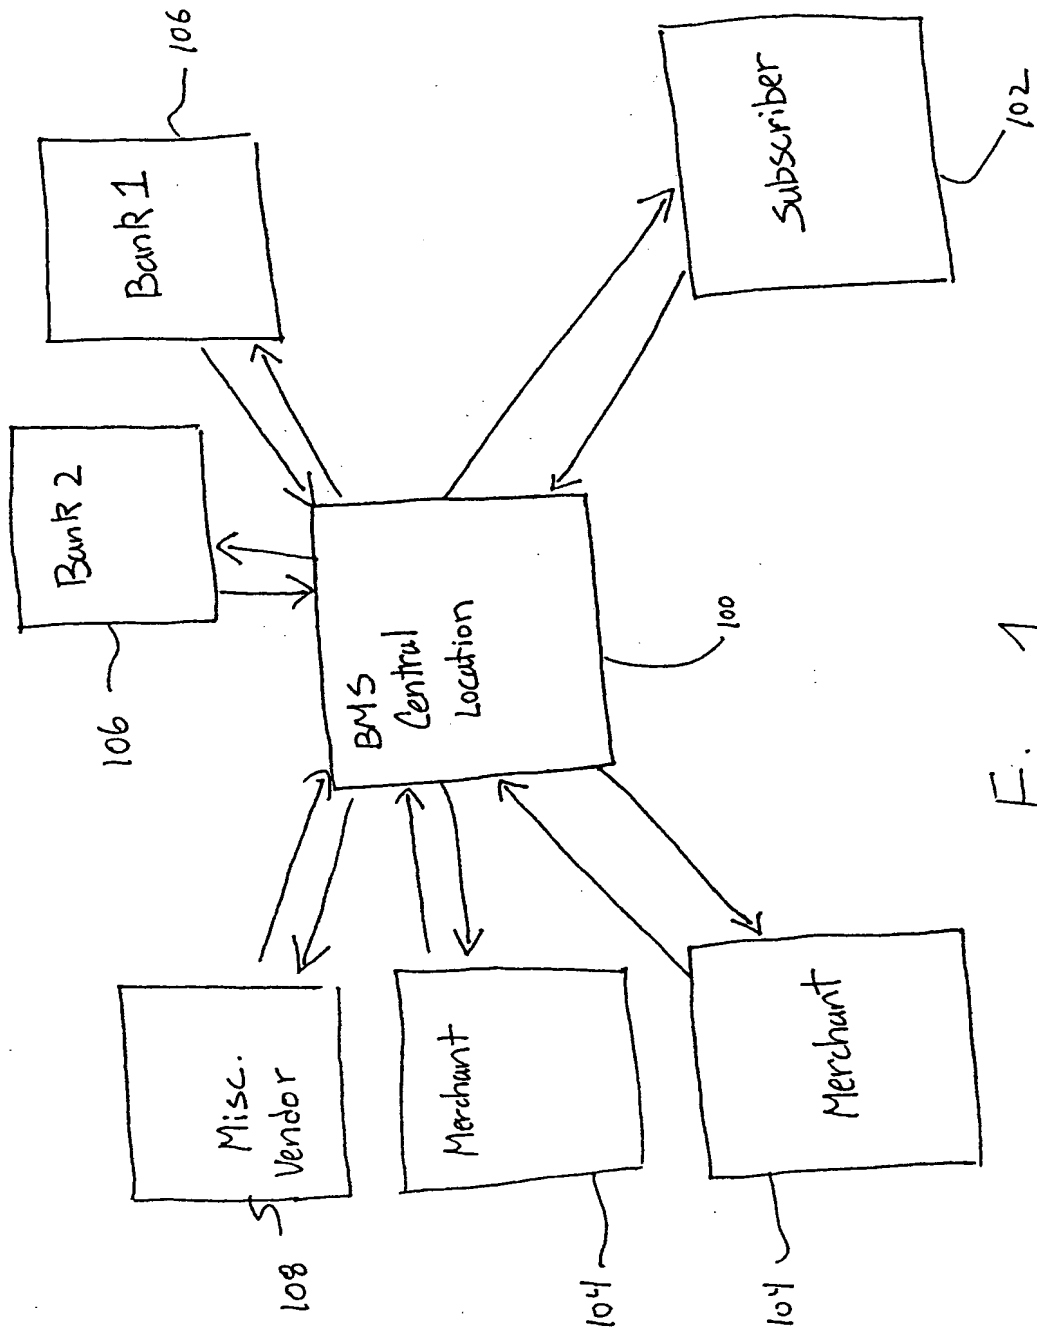 Bank 2
106
Bank 1
106
Misc.
Vendor
108
BMS
Central
Location
Merchant
104
100
Subscriber
104
Merchant
102
F. 1